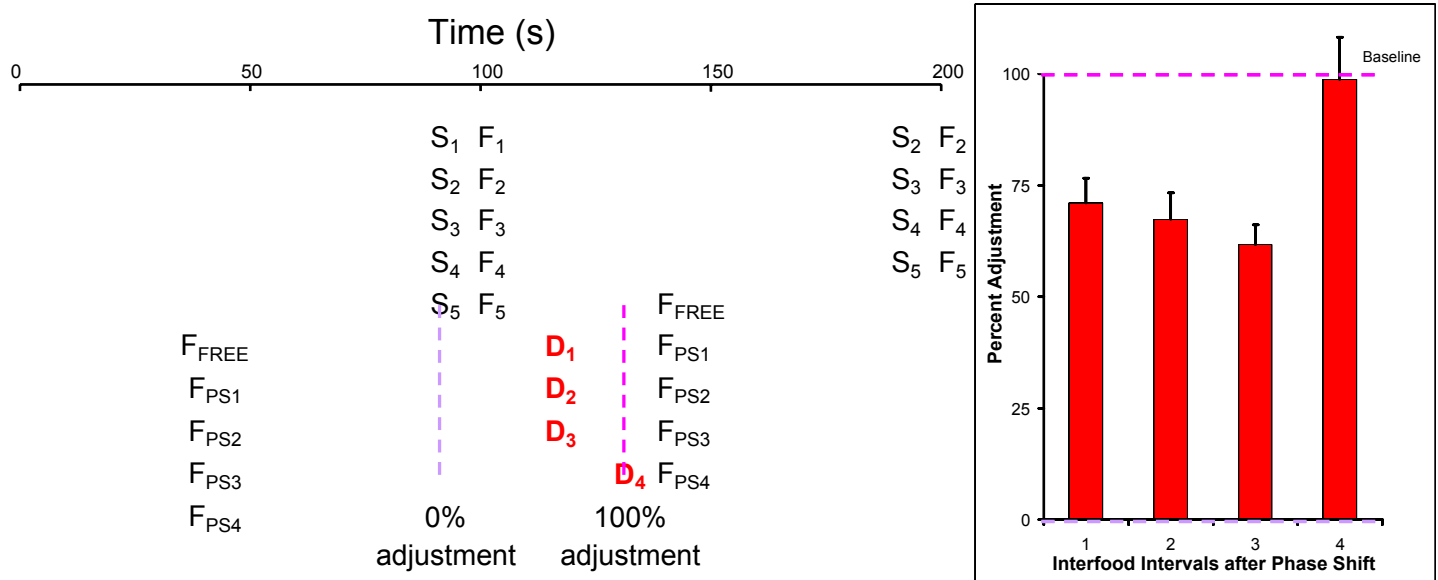 Time (s)
0 50 100 150 200
S1 F1 S2 F2
S2 F2 S3 F3
S3 F3 S4 F4
S4 F4 S5 F5
S5 F5 FFREE
FFREE D1 FPS1
FPS1 D2 FPS2
FPS2 D3 FPS3
FPS3 D4 FPS4
FPS4 0% 100%
adjustment adjustment
Baseline
100
75
50
25
0
Percent Adjustment
1 2 3 4
Interfood Intervals after Phase Shift